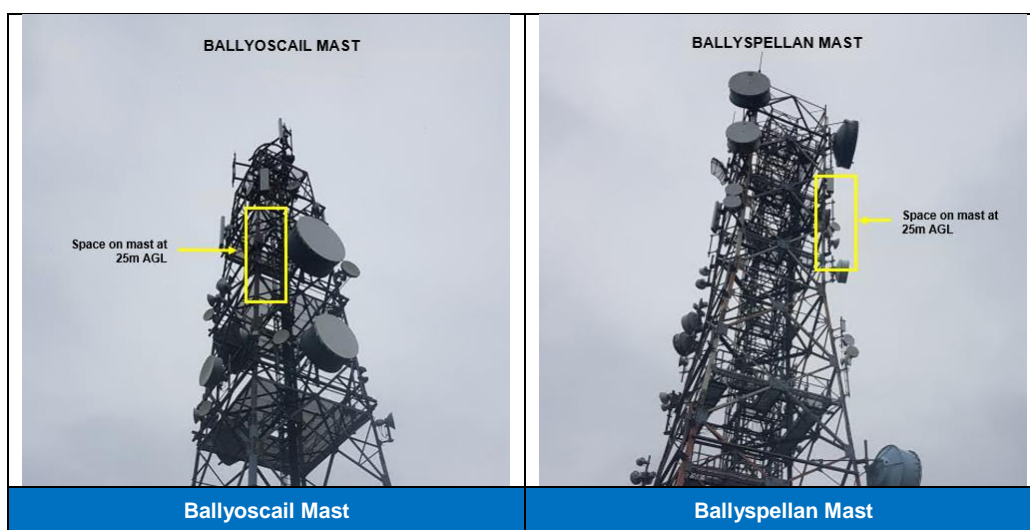 BALLYOSCAIL MAST
Space on mast at
25m AGL
BALLYSPELLAN MAST
Space on mast at
25m AGL
Ballyoscail Mast
Ballyspellan Mast